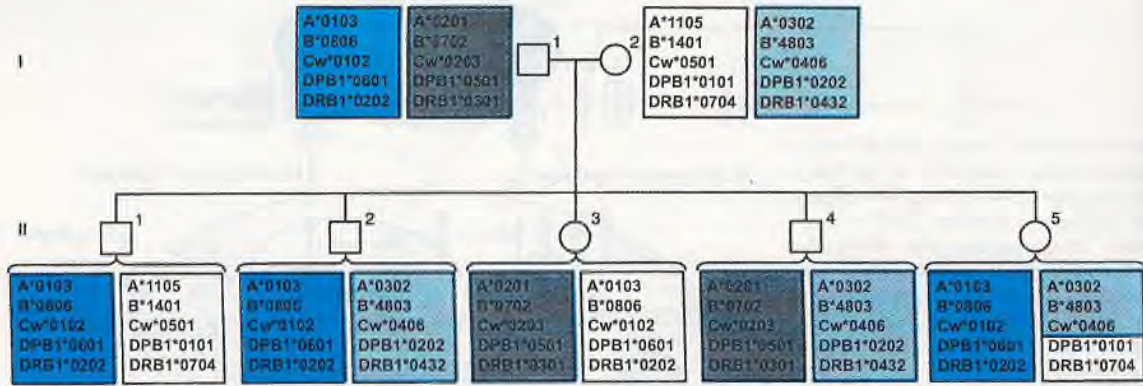 I
A*0103
B*0806
Cw*0102
DPB1*0601
DRB1*0202
A*0201
B*0702
Cw*0203
DPB1*0501
DRB1*0301
1
2
A*1105
B*1401
Cw*0501
DPB1*0101
DRB1*0704
A*0302
B*4803
Cw*0406
DPB1*0202
DRB1*0432
II
1
2
3
4
5
A*0103
B*0806
Cw*0102
DPB1*0601
DRB1*0202
A*1105
B*1401
Cw*0501
DPB1*0101
DRB1*0704
A*0103
B*0806
Cw*0102
DPB1*0601
DRB1*0202
A*0302
B*4803
Cw*0406
DPB1*0202
DRB1*0432
A*0201
B*0702
Cw*0203
DPB1*0501
DRB1*0301
A*0103
B*0806
Cw*0102
DPB1*0601
DRB1*0202
A*0201
B*0702
Cw*0203
DPB1*0501
DRB1*0301
A*0302
B*4803
Cw*0406
DPB1*0202
DRB1*0432
A*0103
B*0806
Cw*0102
DPB1*0601
DRB1*0202
A*0302
B*4803
Cw*0406
DPB1*0101
DRB1*0704